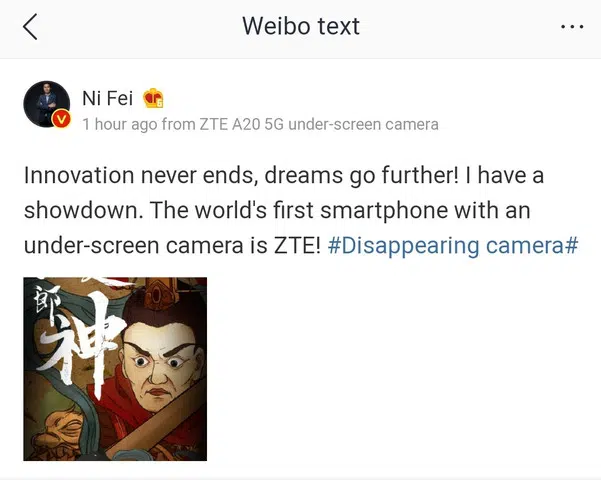 Weibo text
Ni Fei
1 hour ago from ZTE A20 5G under-screen camera
Innovation never ends, dreams go further! I have a
showdown. The world's first smartphone with an
under-screen camera is ZTE! #Disappearing camera#
郎
神